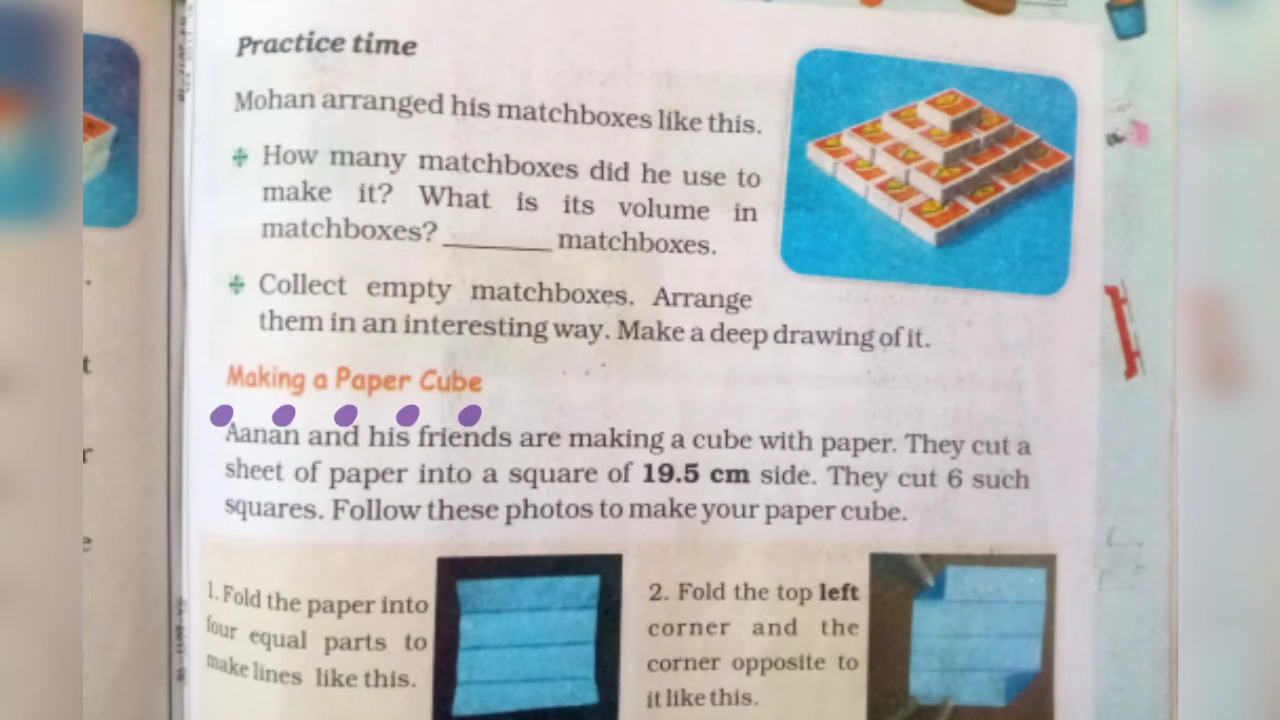 Practice time
Mohan arranged his matchboxes like this.
How many matchboxes did he use to
make it? What is its volume in
matchboxes? ________ matchboxes.
Collect empty matchboxes. Arrange
them in an interesting way. Make a deep drawing of it.
Making a Paper Cube
Aanan and his friends are making a cube with paper. They cut a
sheet of paper into a square of 19.5 cm side. They cut 6 such
squares. Follow these photos to make your paper cube.
1. Fold the paper into
four equal parts to
make lines like this.
2. Fold the top left
corner and the
corner opposite to
it like this.